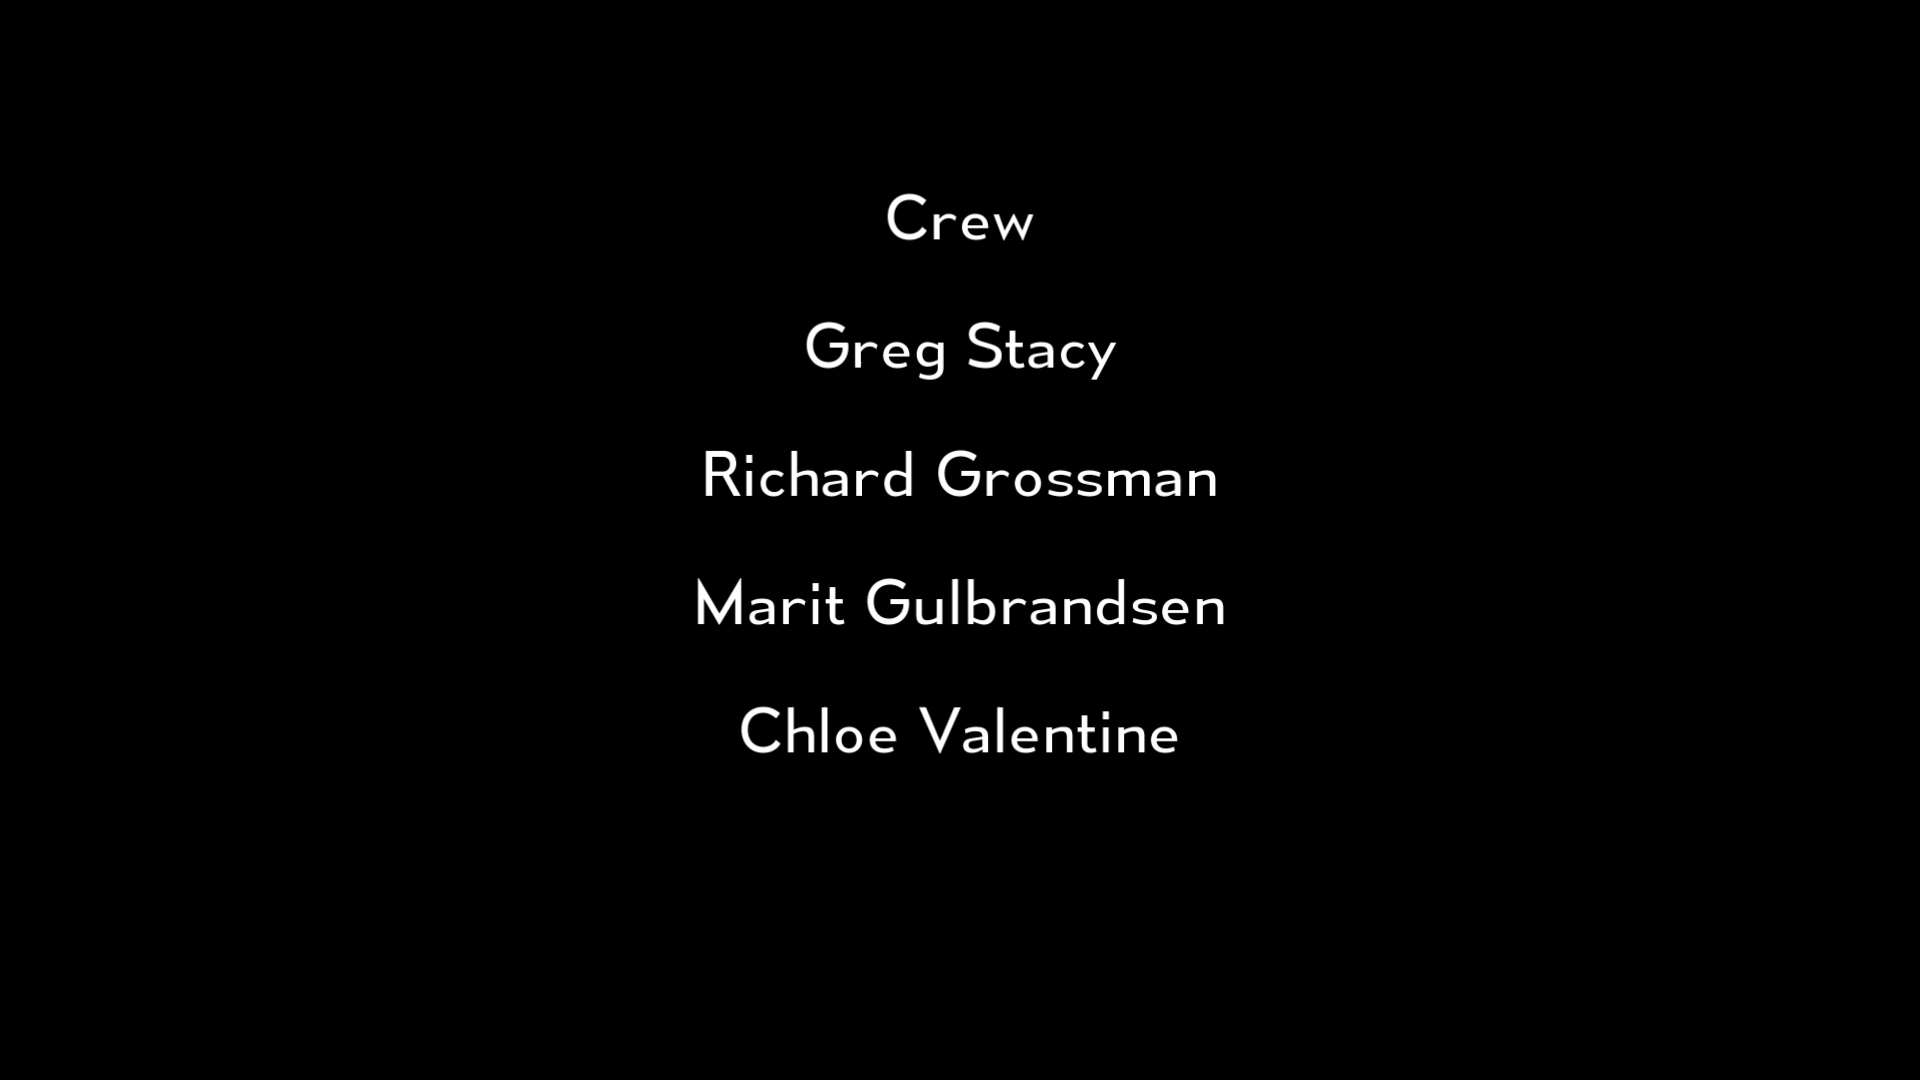 Crew
Greg Stacy
Richard Grossman
Marit Gulbrandsen
Chloe Valentine